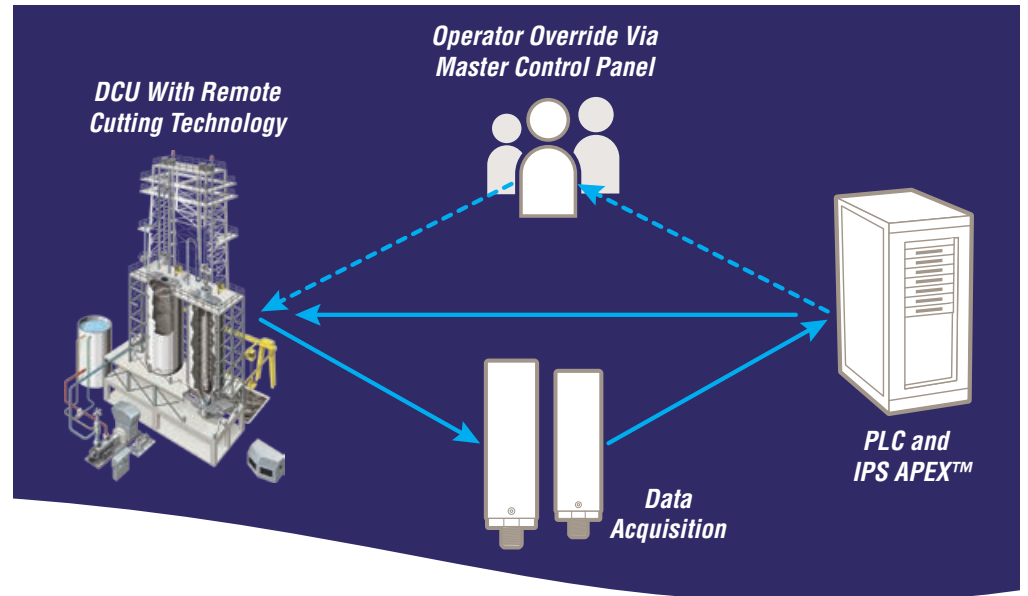 Operator Override Via
Master Control Panel
DCU With Remote
Cutting Technology
PLC and
IPS APEX™
Data
Acquisition